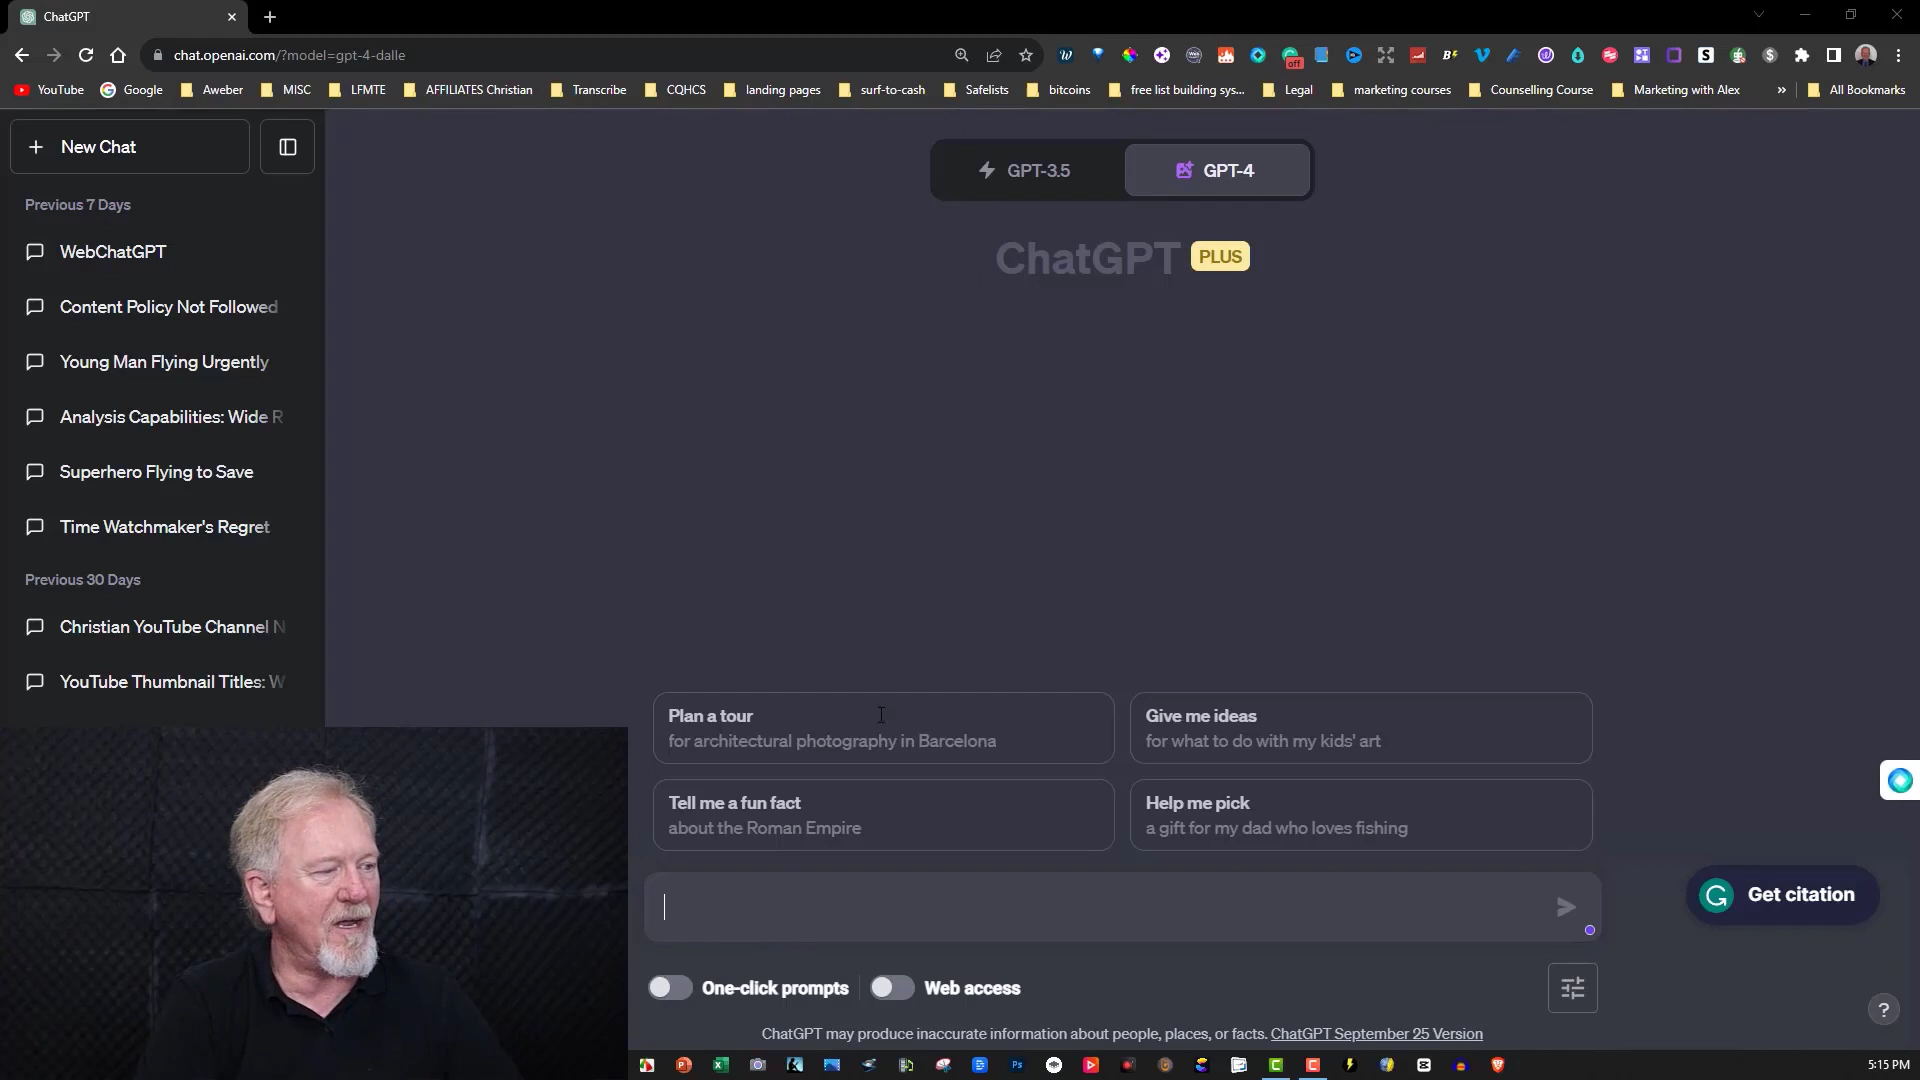 ChatGPT
chat.openai.com/?model=gpt-4-dalle
off
YouTube
Google
Aweber
MISC
LFMTE
AFFILIATES Christian
Transcribe
CQHCS
landing pages
surf-to-cash
Safelists
bitcoins
free list building sys...
Legal
marketing courses
Counselling Course
Marketing with Alex
»
All Bookmarks
+ New Chat
GPT-3.5
GPT-4
Previous 7 Days
ChatGPT PLUS
WebChatGPT
Content Policy Not Followed
Young Man Flying Urgently
Analysis Capabilities: Wide R
Superhero Flying to Save
Time Watchmaker's Regret
Previous 30 Days
Christian YouTube Channel N
YouTube Thumbnail Titles: W
Plan a tour
for architectural photography in Barcelona
Give me ideas
for what to do with my kids' art
Tell me a fun fact
about the Roman Empire
Help me pick
a gift for my dad who loves fishing
Get citation
One-click prompts
Web access
?
ChatGPT may produce inaccurate information about people, places, or facts. ChatGPT September 25 Version
5:15 PM